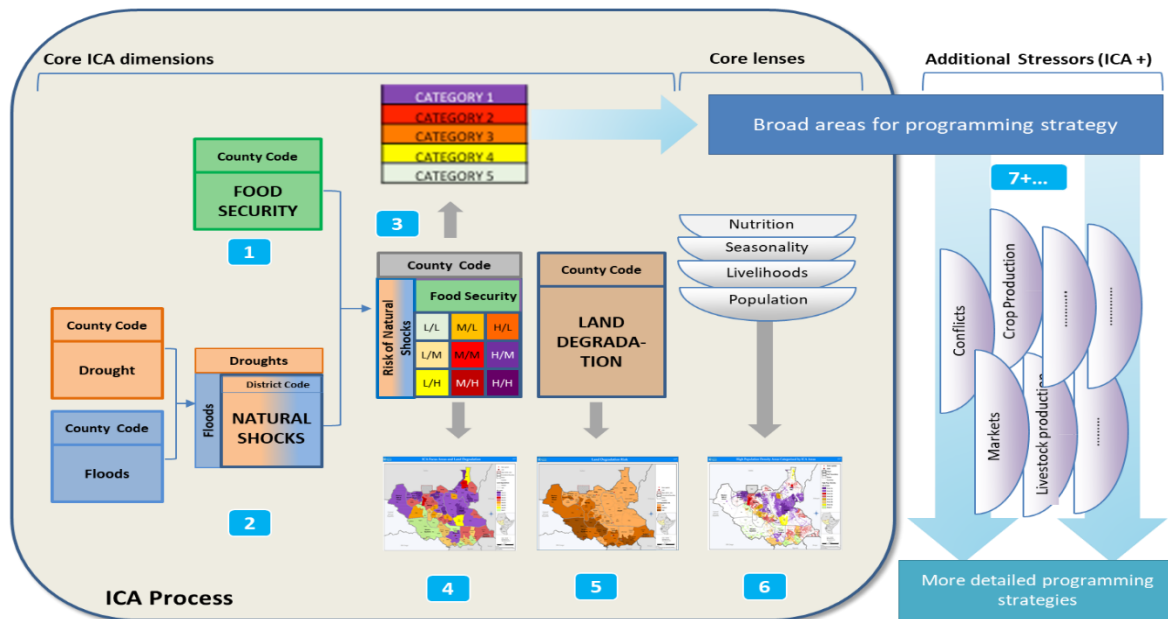 Core ICA dimensions
Core lenses
Additional Stressors (ICA +)
CATEGORY 1
CATEGORY 2
CATEGORY 3
CATEGORY 4
CATEGORY 5
Broad areas for programming strategy
County Code
FOOD
SECURITY
1
3
7+...
Nutrition
Seasonality
Livelihoods
Population
County Code
Risk of Natural
Shocks
Food Security
L/L M/L H/L
L/M M/M H/M
L/H M/H H/H
County Code
LAND
DEGRADA-
TION
County Code
Drought
County Code
Floods
Droughts
Floods
District Code
NATURAL
SHOCKS
2
Conflicts
Crop Production
..........
..........
Markets
Livestock production
..........
4
5
6
ICA Process
More detailed programming
strategies